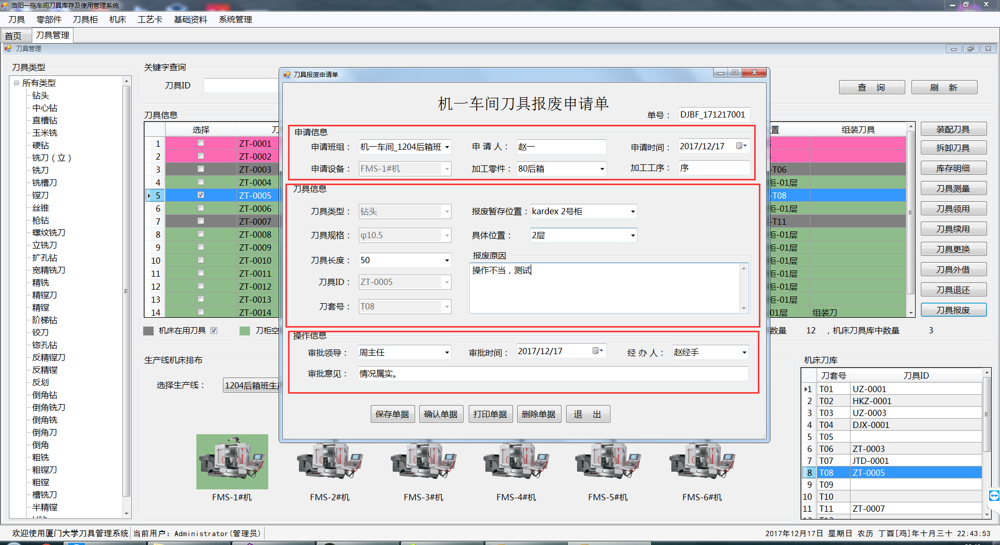 洛阳一拖车间刀具库存及使用管理系统
刀具 零部件 刀具柜 机床 工艺卡 基础资料 系统管理
首页 刀具管理
刀具管理
刀具类型
所有类型
钻头
中心钻
直槽钻
玉米铣
硬钻
铣刀（立）
铣刀
铣槽刀
镗刀
丝锥
枪钻
螺纹铣刀
立铣刀
扩孔钻
宽精铣刀
精铣
精镗刀
精镗
阶梯钻
铰刀
锪孔钻
反精镗刀
反精镗
反划
倒角钻
倒角铣刀
倒角铣
倒角刀
倒角
粗铣
粗镗刀
粗镗
槽铣刀
半精镗
关键字查询
刀具ID
查 询 刷 新
刀具信息
选择 刀
1 ZT-0001
2 ZT-0002
3 ZT-0003
4 ZT-0004
5 ZT-0005
6 ZT-0006
7 ZT-0007
8 ZT-0008
9 ZT-0009
10 ZT-0010
11 ZT-0011
12 ZT-0012
13 ZT-0013
14 ZT-0014
机床在用刀具 刀柜空
刀具报废申请单
机一车间刀具报废申请单
单号： DJBF_171217001
申请信息
申请班组： 机一车间_1204后箱班 申 请 人： 赵一 申请时间： 2017/12/17
申请设备： FMS-1#机 加工零件： 80后箱 加工工序： 序
刀具信息
刀具类型： 钻头 报废暂存位置： kardex 2号柜
刀具规格： φ10.5 具体位置： 2层
刀具长度： 50
刀具ID： ZT-0005
刀套号： T08
报废原因
操作不当，测试
操作信息
审批领导： 周主任 审批时间： 2017/12/17 经 办 人： 赵经手
审批意见： 情况属实。
保存单据 确认单据 打印单据 删除单据 退 出
置 组装刀具
-T06
柜-01层
-T08
柜-01层
-T11
柜-01层
柜-01层
柜-01层
柜-01层
柜-01层
柜-01层
01层 组装刀
数量 12 ，机床刀具库中数量 3
装配刀具
拆卸刀具
库存明细
刀具测量
刀具领用
刀具续用
刀具更换
刀具外借
刀具退还
刀具报废
生产线机床排布
选择生产线： 1204后箱班生产
FMS-1#机 FMS-2#机 FMS-3#机 FMS-4#机 FMS-5#机 FMS-6#机
机床刀库
刀套号 刀具ID
1 T01 UZ-0001
2 T02 HKZ-0001
3 T03 UZ-0003
4 T04 DJX-0001
5 T05
6 T06 ZT-0003
7 T07 JTD-0001
8 T08 ZT-0005
9 T09
10 T10
11 T11 ZT-0007
欢迎使用厦门大学刀具管理系统 当前用户: Administrator(管理员)
2017年12月17日 星期日 农历 丁酉[鸡]年十月三十 22:43:53